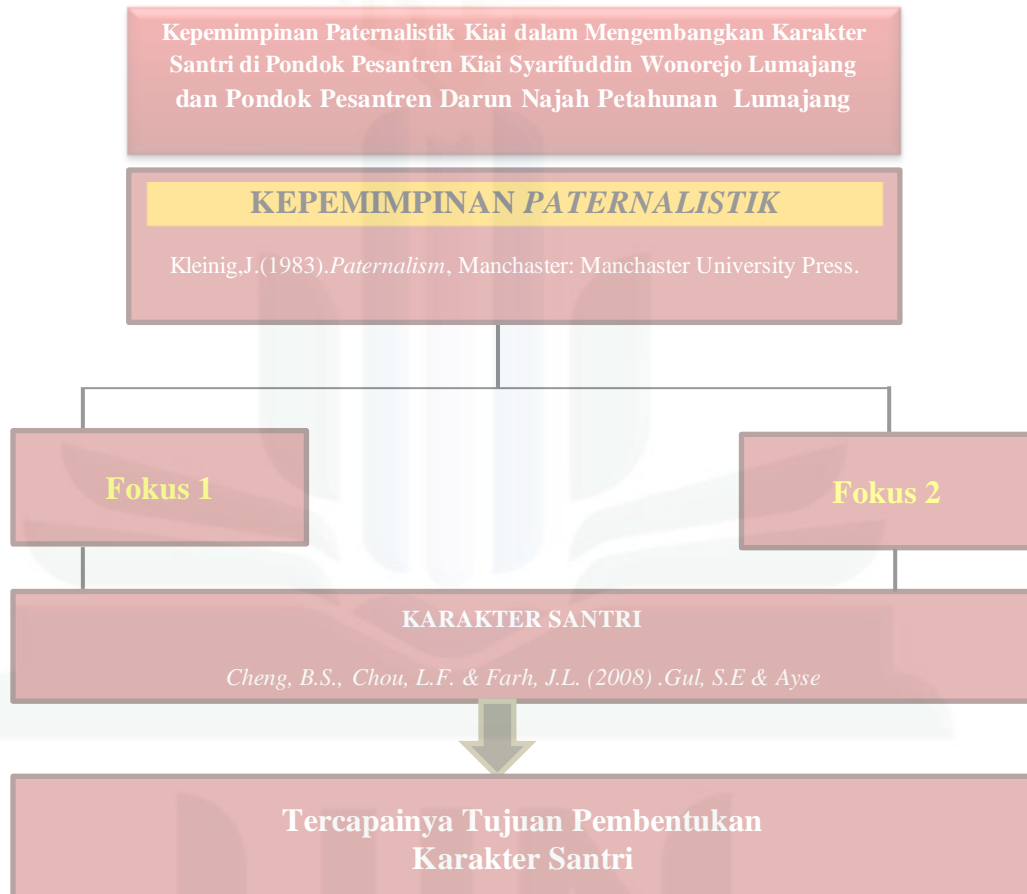 Kepemimpinan Paternalistik Kiai dalam Mengembangkan Karakter
Santri di Pondok Pesantren Kiai Syarifuddin Wonorejo Lumajang
dan Pondok Pesantren Darun Najah Petahunan Lumajang
KEPEMIMPINAN PATERNALISTIK
Kleinig,J.(1983).Paternalism, Manchaster: Manchaster University Press.
Fokus 1
Fokus 2
KARAKTER SANTRI
Cheng, B.S., Chou, L.F. & Farh, J.L. (2008) .Gul, S.E & Ayse
Tercapainya Tujuan Pembentukan
Karakter Santri